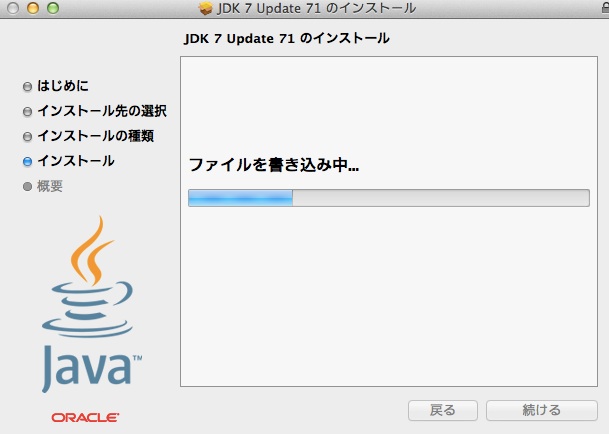 JDK 7 Update 71 のインストール
JDK 7 Update 71 のインストール
はじめに
インストール先の選択
インストールの種類
インストール
概要
ファイルを書き込み中...
Java™
ORACLE®
戻る
続ける